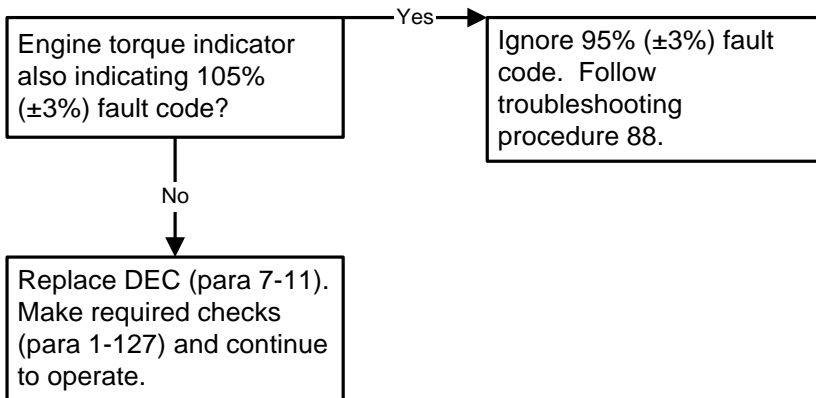 Engine torque indicator
also indicating 105%
(±3%) fault code?
Yes
Ignore 95% (±3%) fault
code.  Follow
troubleshooting
procedure 88.
No
Replace DEC (para 7-11).
Make required checks
(para 1-127) and continue
to operate.